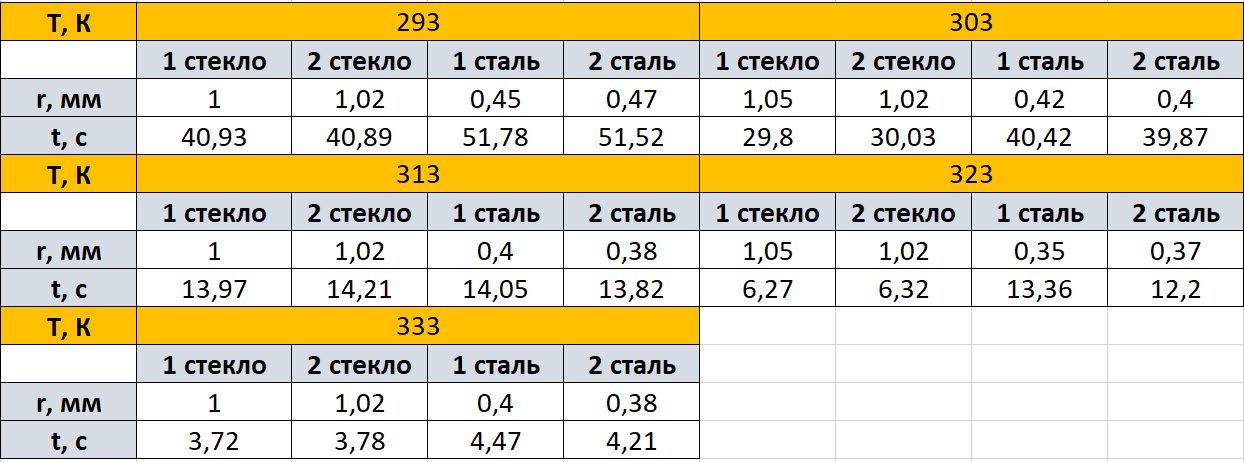 T, К 293 303
1 стекло 2 стекло 1 сталь 2 сталь 1 стекло 2 стекло 1 сталь 2 сталь
r, мм 1 1,02 0,45 0,47 1,05 1,02 0,42 0,4
t, с 40,93 40,89 51,78 51,52 29,8 30,03 40,42 39,87
T, К 313 323
1 стекло 2 стекло 1 сталь 2 сталь 1 стекло 2 стекло 1 сталь 2 сталь
r, мм 1 1,02 0,4 0,38 1,05 1,02 0,35 0,37
t, с 13,97 14,21 14,05 13,82 6,27 6,32 13,36 12,2
T, К 333
1 стекло 2 стекло 1 сталь 2 сталь
r, мм 1 1,02 0,4 0,38
t, с 3,72 3,78 4,47 4,21